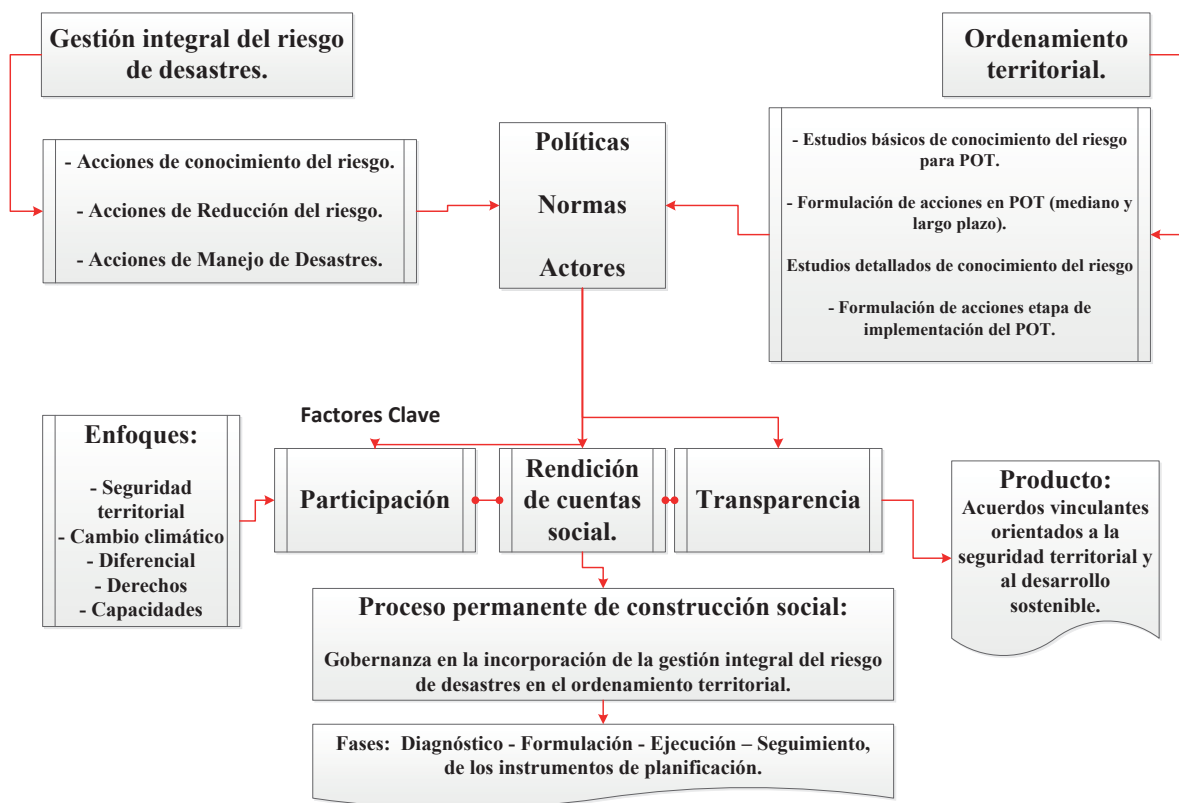 Gestión integral del riesgo
de desastres.
Ordenamiento
territorial.
- Acciones de conocimiento del riesgo.
- Acciones de Reducción del riesgo.
- Acciones de Manejo de Desastres.
Políticas
Normas
Actores
- Estudios básicos de conocimiento del riesgo
para POT.
- Formulación de acciones en POT (mediano y
largo plazo).
Estudios detallados de conocimiento del riesgo
- Formulación de acciones etapa de
implementación del POT.
Factores Clave
Enfoques:
- Seguridad
territorial
- Cambio climático
- Diferencial
- Derechos
- Capacidades
Participación
Rendición
de cuentas
social.
Transparencia
Producto:
Acuerdos vinculantes
orientados a la
seguridad territorial y
al desarrollo
sostenible.
Proceso permanente de construcción social:
Gobernanza en la incorporación de la gestión integral del riesgo
de desastres en el ordenamiento territorial.
Fases:  Diagnóstico - Formulación - Ejecución – Seguimiento,
de los instrumentos de planificación.